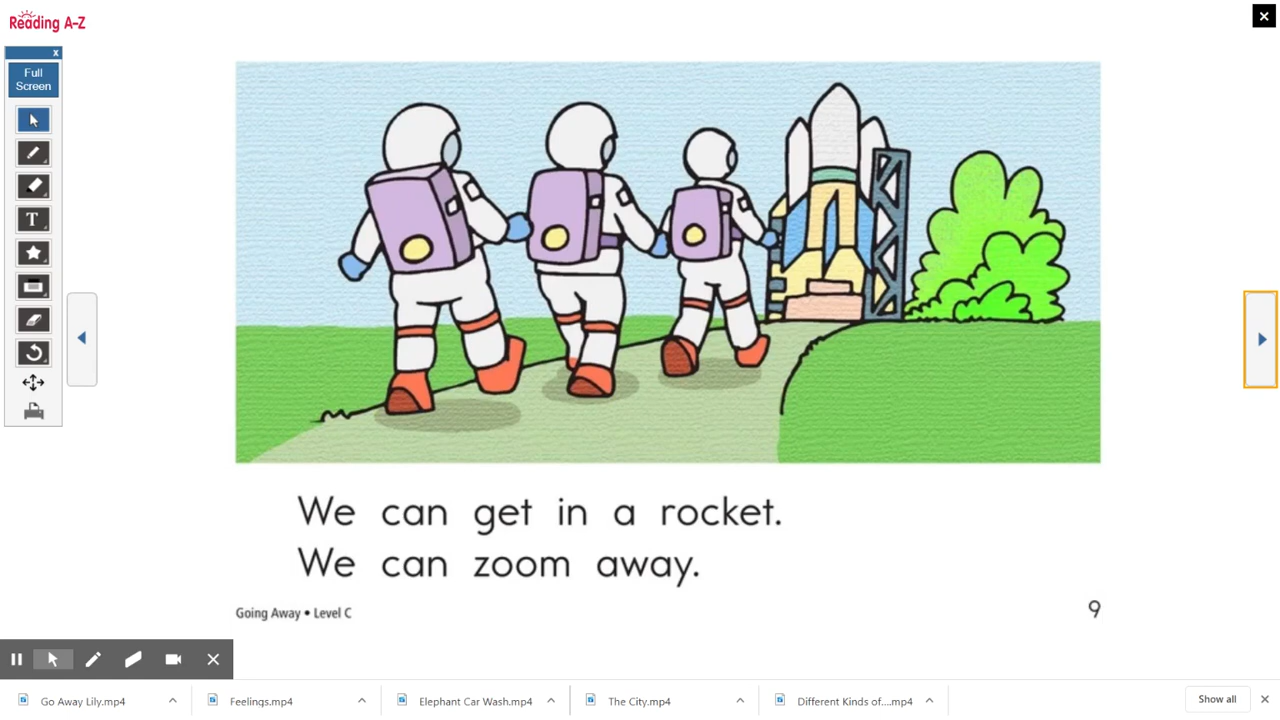 Reading A-Z
x
Full
Screen
T
We can get in a rocket.
We can zoom away.
Going Away • Level C
9
Go Away Lily.mp4
Feelings.mp4
Elephant Car Wash.mp4
The City.mp4
Different Kinds of....mp4
Show all